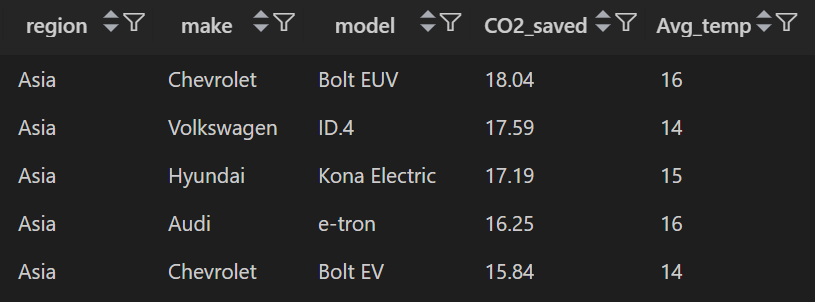 region make model CO2_saved Avg_temp
Asia Chevrolet Bolt EUV 18.04 16
Asia Volkswagen ID.4 17.59 14
Asia Hyundai Kona Electric 17.19 15
Asia Audi e-tron 16.25 16
Asia Chevrolet Bolt EV 15.84 14